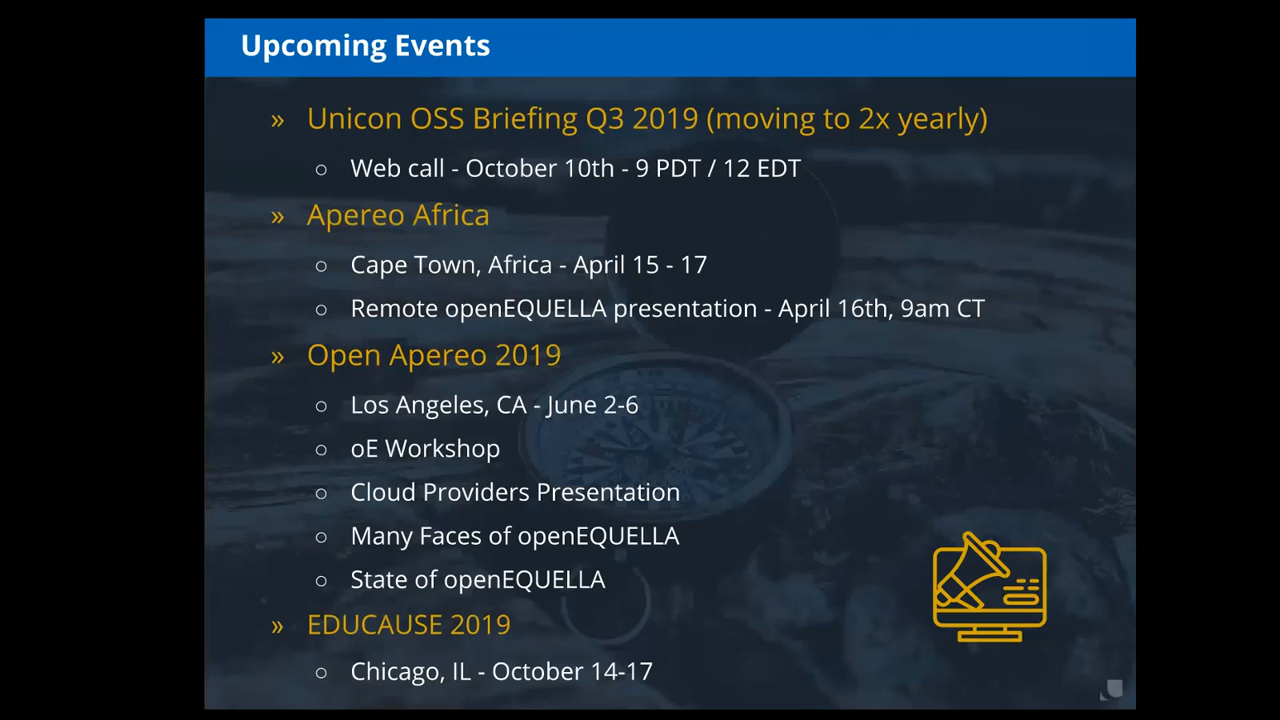 Upcoming Events
» Unicon OSS Briefing Q3 2019 (moving to 2x yearly)
○ Web call - October 10th - 9 PDT / 12 EDT
» Apereo Africa
○ Cape Town, Africa - April 15 - 17
○ Remote openEQUELLA presentation - April 16th, 9am CT
» Open Apereo 2019
○ Los Angeles, CA - June 2-6
○ oE Workshop
○ Cloud Providers Presentation
○ Many Faces of openEQUELLA
○ State of openEQUELLA
» EDUCAUSE 2019
○ Chicago, IL - October 14-17